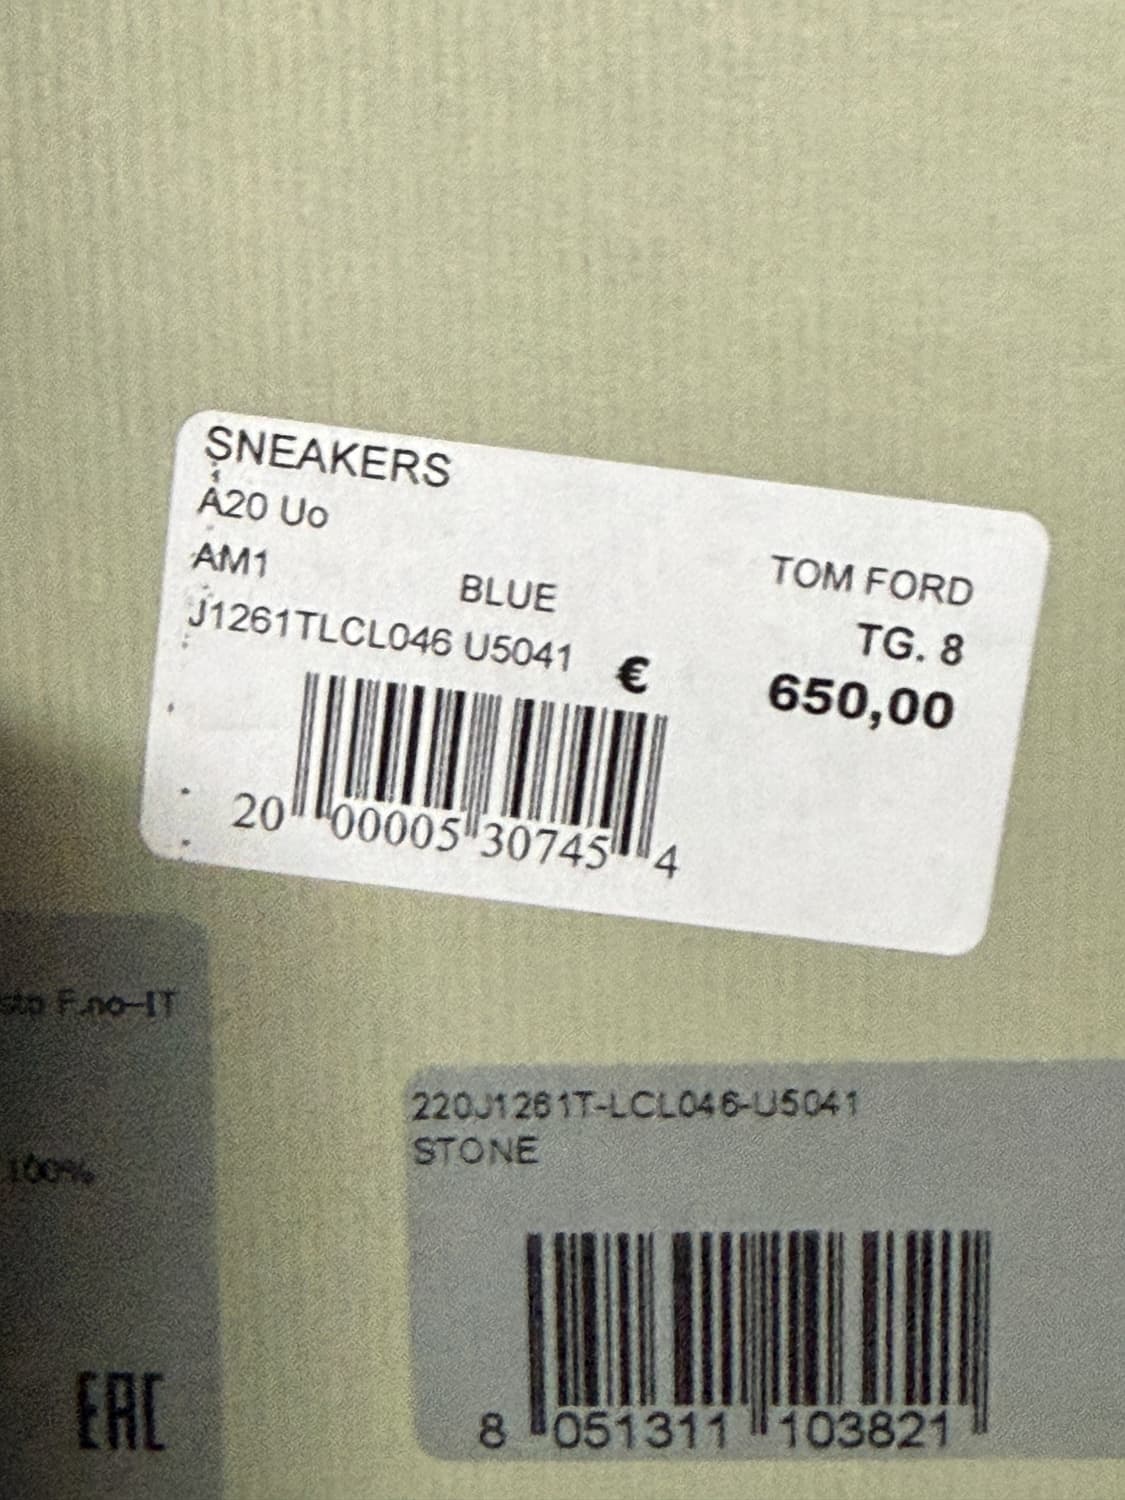 SNEAKERS
A20 Uo
AM1 BLUE TOM FORD
J1261TLCL046 U5041 TG. 8
€ 650,00
20 00005 30745 4
F.no-IT
100%
EAC
220J1261T-LCL046-U5041
STONE
8 051311 103821